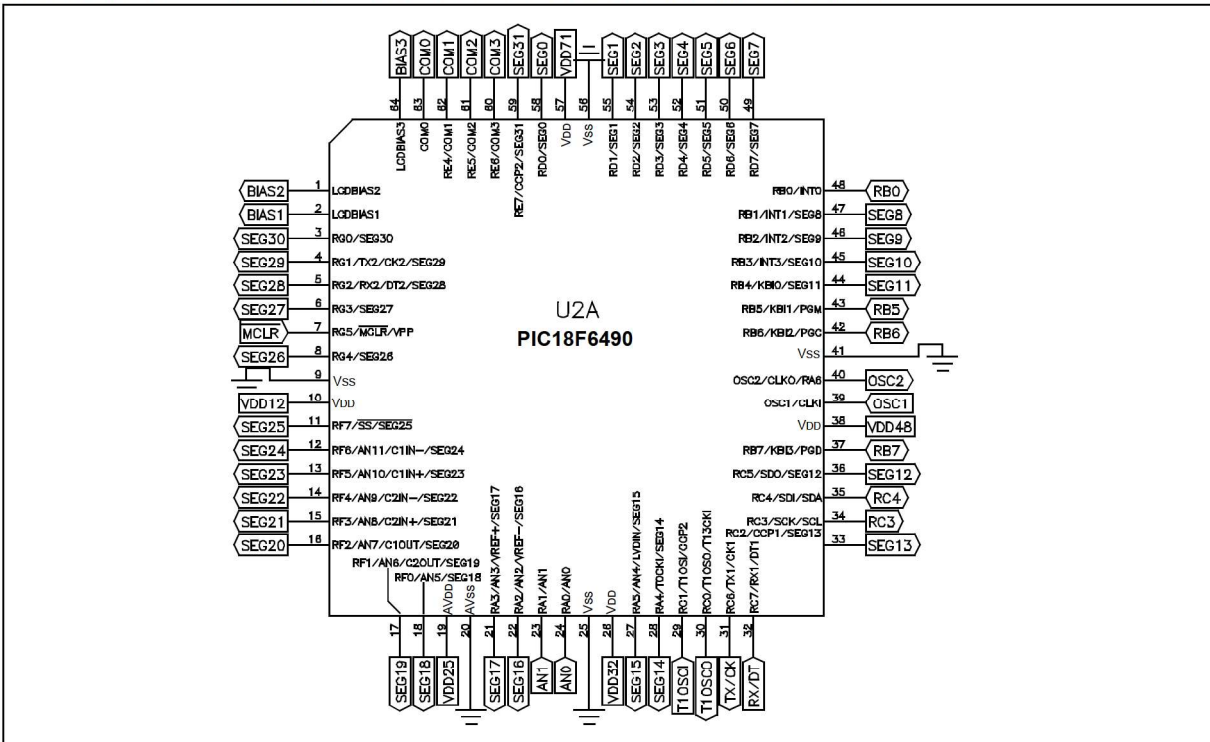 BIAS3 COM0 COM1 COM2 COM3 SEG31 SEG0 VDD71 SEG1 SEG2 SEG3 SEG4 SEG5 SEG6 SEG7
64 63 62 61 60 59 58 57 56 55 54 53 52 51 50 49
LCDBIAS3 COM0 RE4/COM1 RE5/COM2 RE6/COM3 RE7/CCP2/SEG31 RD0/SEG0 VDD VSS RD1/SEG1 RD2/SEG2 RD3/SEG3 RD4/SEG4 RD5/SEG5 RD6/SEG6 RD7/SEG7
BIAS2 1 LCDBIAS2 RB0/INT0 48 RB0
BIAS1 2 LCDBIAS1 RB1/INT1/SEG8 47 SEG8
SEG30 3 RG0/SEG30 RB2/INT2/SEG9 46 SEG9
SEG29 4 RG1/TX2/CK2/SEG29 RB3/INT3/SEG10 45 SEG10
SEG28 5 RG2/RX2/DT2/SEG28 RB4/KBI0/SEG11 44 SEG11
SEG27 6 RG3/SEG27 U2A RB5/KBI1/PGM 43 RB5
MCLR 7 RG5/MCLR/VPP PIC18F6490 RB6/KBI2/PGC 42 RB6
SEG26 8 RG4/SEG26 VSS 41
9 VSS OSC2/CLKO/RA6 40 OSC2
VDD12 10 VDD OSC1/CLKI 39 OSC1
SEG25 11 RF7/SS/SEG25 VDD 38 VDD48
SEG24 12 RF6/AN11/C1IN-/SEG24 RB7/KBI3/PGD 37 RB7
SEG23 13 RF5/AN10/C1IN+/SEG23 RC5/SDO/SEG12 36 SEG12
SEG22 14 RF4/AN9/C2IN-/SEG22 RC4/SDI/SDA 35 RC4
SEG21 15 RF3/AN8/C2IN+/SEG21 RC3/SCK/SCL 34 RC3
SEG20 16 RF2/AN7/C1OUT/SEG20 RC2/CCP1/SEG13 33 SEG13
RF1/AN6/C2OUT/SEG19 RF0/AN5/SEG18 AVDD AVSS RA3/AN3/VREF+/SEG17 RA2/AN2/VREF-/SEG16 RA1/AN1 RA0/AN0 VSS VDD RA5/AN4/LVDIN/SEG15 RA4/T0CKI/SEG14 RC1/T1OSI/CCP2 RC0/T1OSO/T13CKI RC6/TX1/CK1 RC7/RX1/DT1
17 18 19 20 21 22 23 24 25 26 27 28 29 30 31 32
SEG19 SEG18 VDD25 SEG17 SEG16 AN1 AN0 VDD32 SEG15 SEG14 T1OSCI T1OSCO TX/CK RX/DT